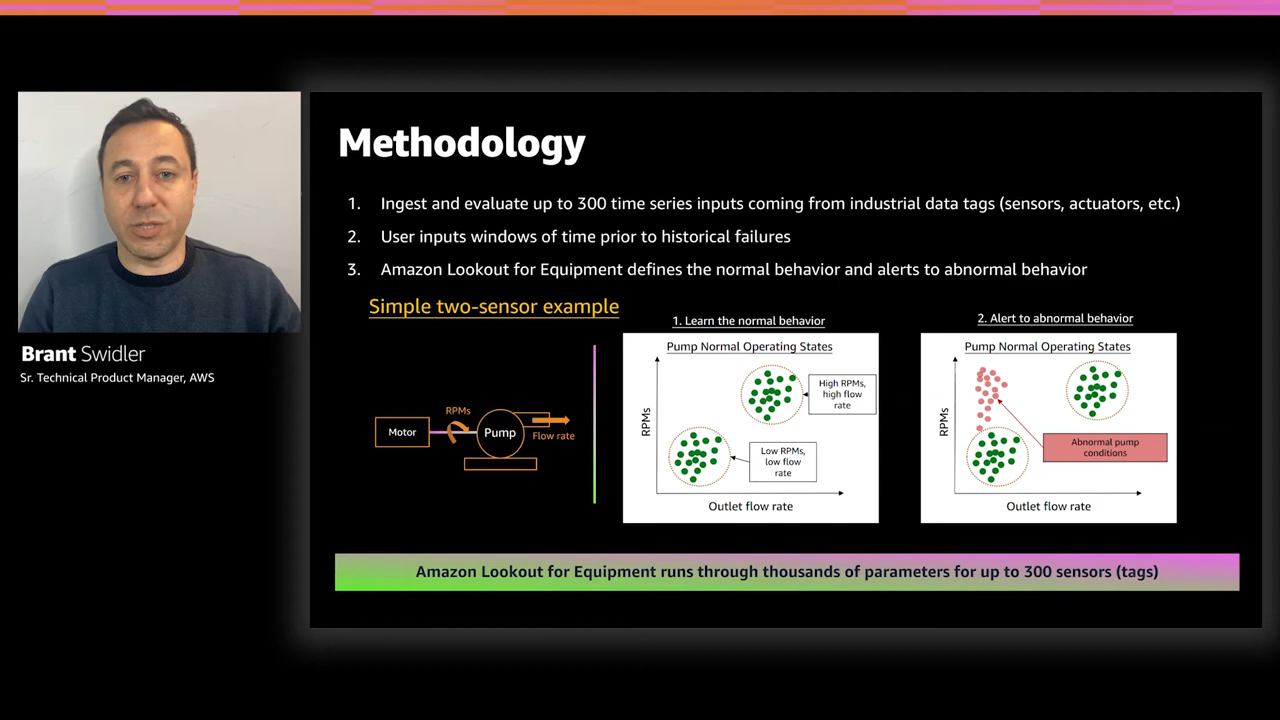 Methodology
1. Ingest and evaluate up to 300 time series inputs coming from industrial data tags (sensors, actuators, etc.)
2. User inputs windows of time prior to historical failures
3. Amazon Lookout for Equipment defines the normal behavior and alerts to abnormal behavior
Simple two-sensor example
Motor
RPMs
Pump
Flow rate
1. Learn the normal behavior
Pump Normal Operating States
RPMs
High RPMs,
high flow
rate
Low RPMs,
low flow
rate
Outlet flow rate
2. Alert to abnormal behavior
Pump Normal Operating States
RPMs
Abnormal pump
conditions
Outlet flow rate
Amazon Lookout for Equipment runs through thousands of parameters for up to 300 sensors (tags)
Brant Swidler
Sr. Technical Product Manager, AWS